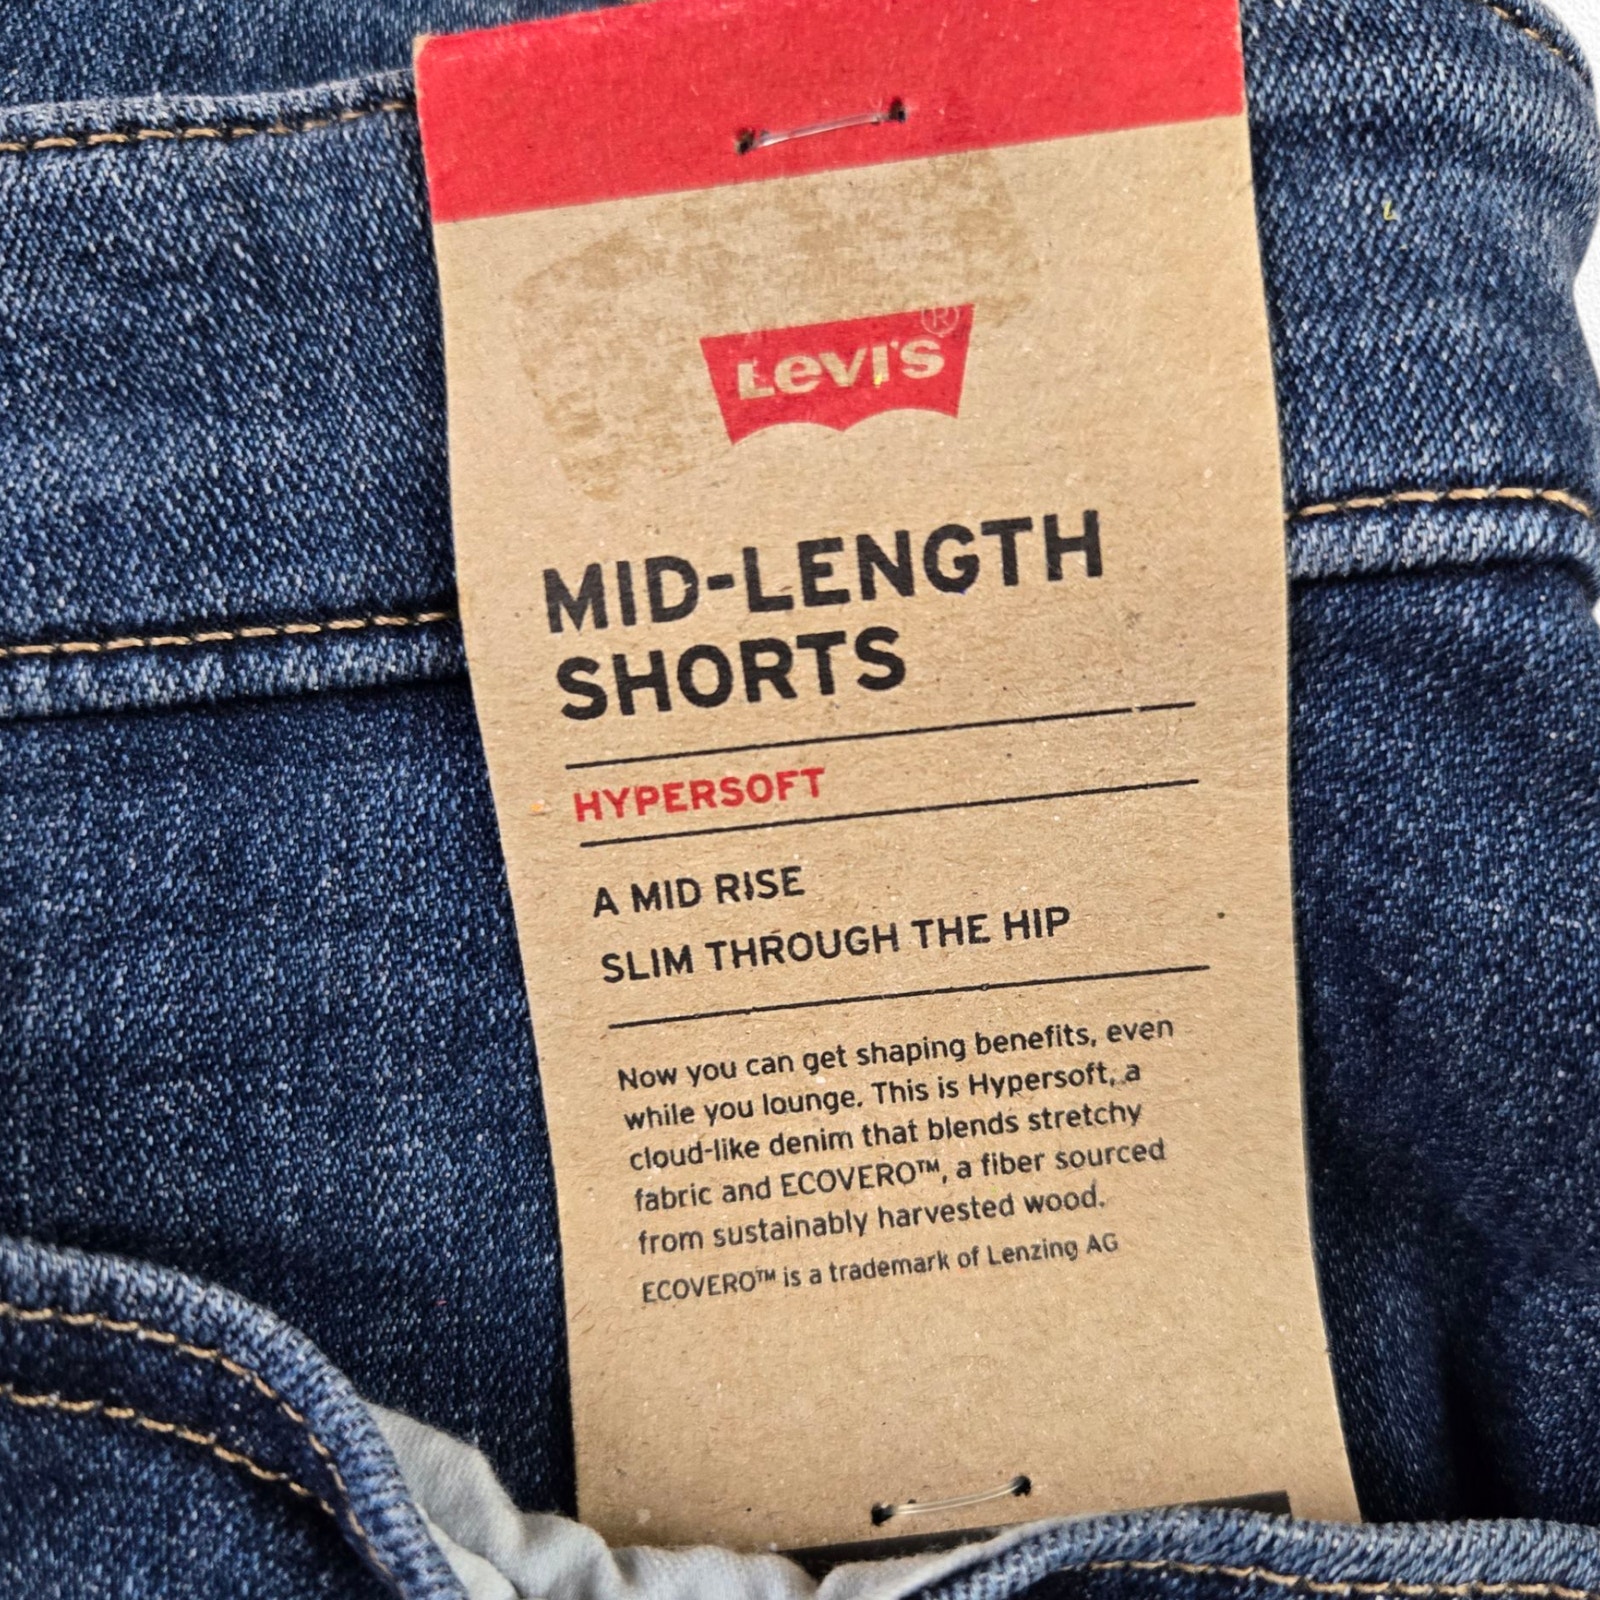 Levi's®
MID-LENGTH
SHORTS
HYPERSOFT
A MID RISE
SLIM THROUGH THE HIP
Now you can get shaping benefits, even
while you lounge. This is Hypersoft, a
cloud-like denim that blends stretchy
fabric and ECOVERO™, a fiber sourced
from sustainably harvested wood.
ECOVERO™ is a trademark of Lenzing AG